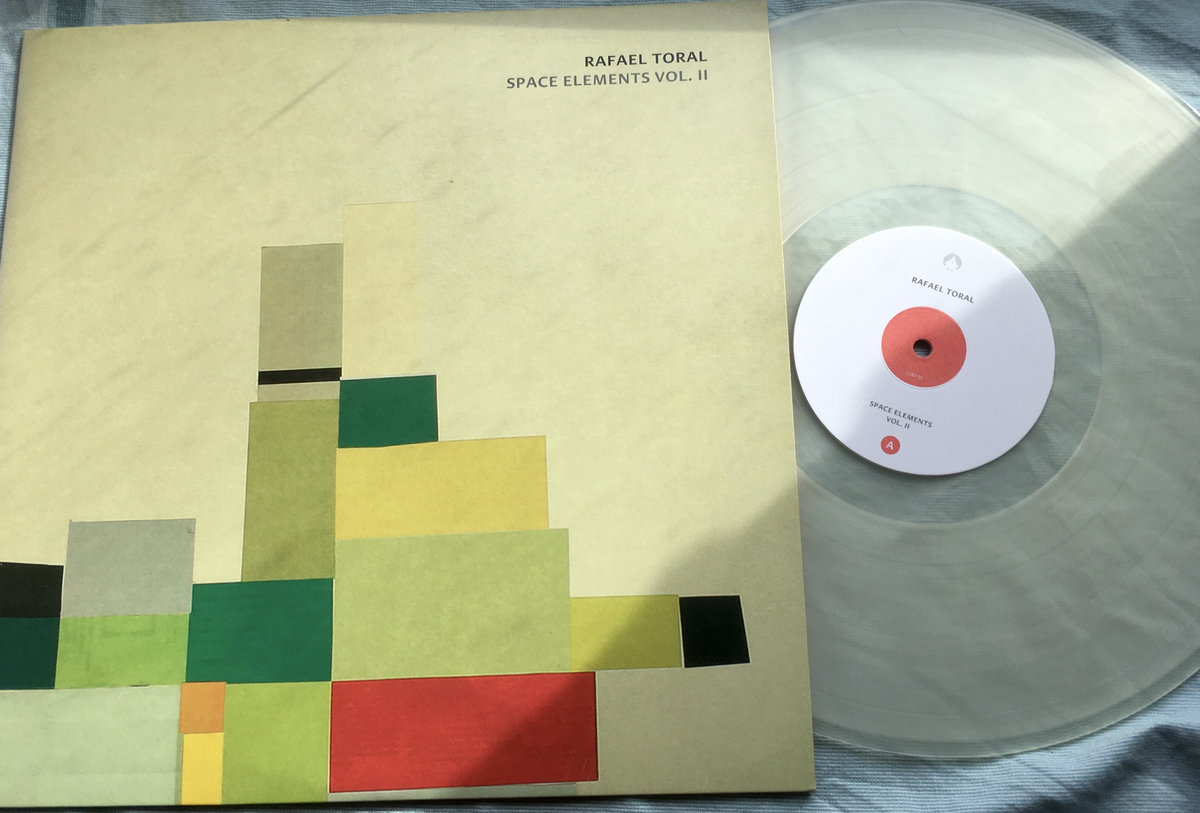 RAFAEL TORAL
SPACE ELEMENTS VOL. II
RAFAEL TORAL
SPACE ELEMENTS
VOL. II
A